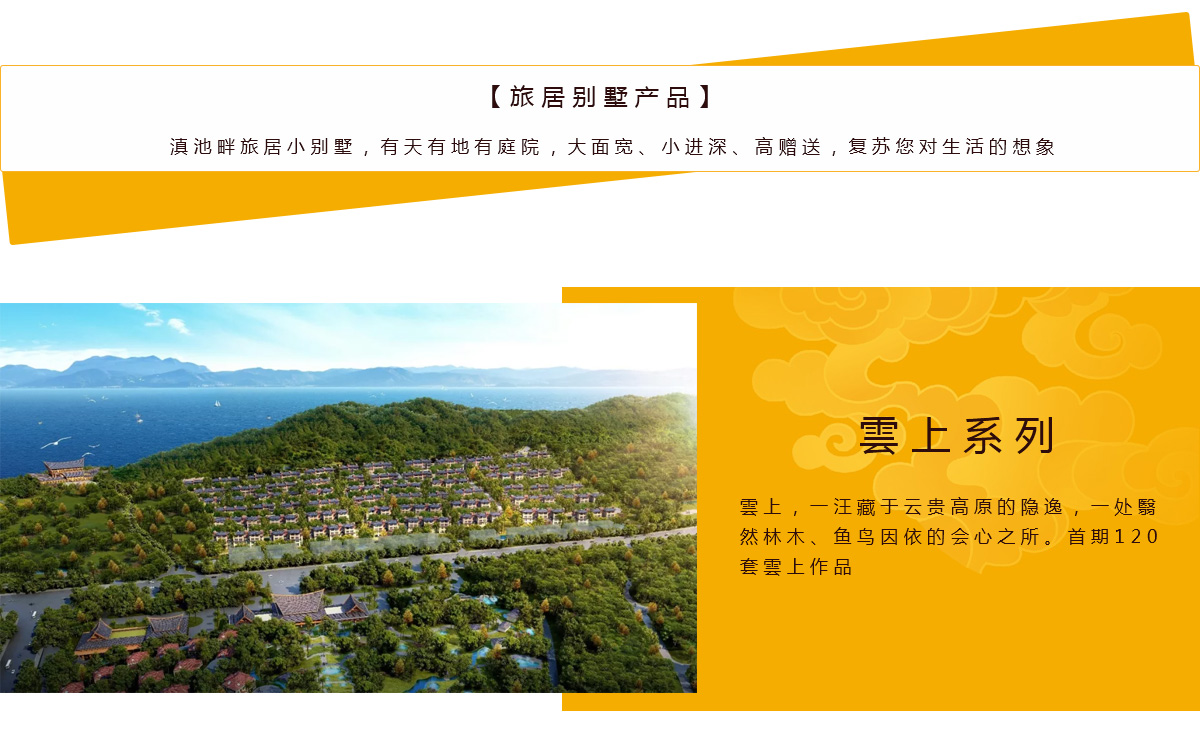 【旅居别墅产品】
滇池畔旅居小别墅，有天有地有庭院，大面宽、小进深、高赠送，复苏您对生活的想象
雲上系列
雲上，一汪藏于云贵高原的隐逸，一处翳
然林木、鱼鸟因依的会心之所。首期120
套雲上作品